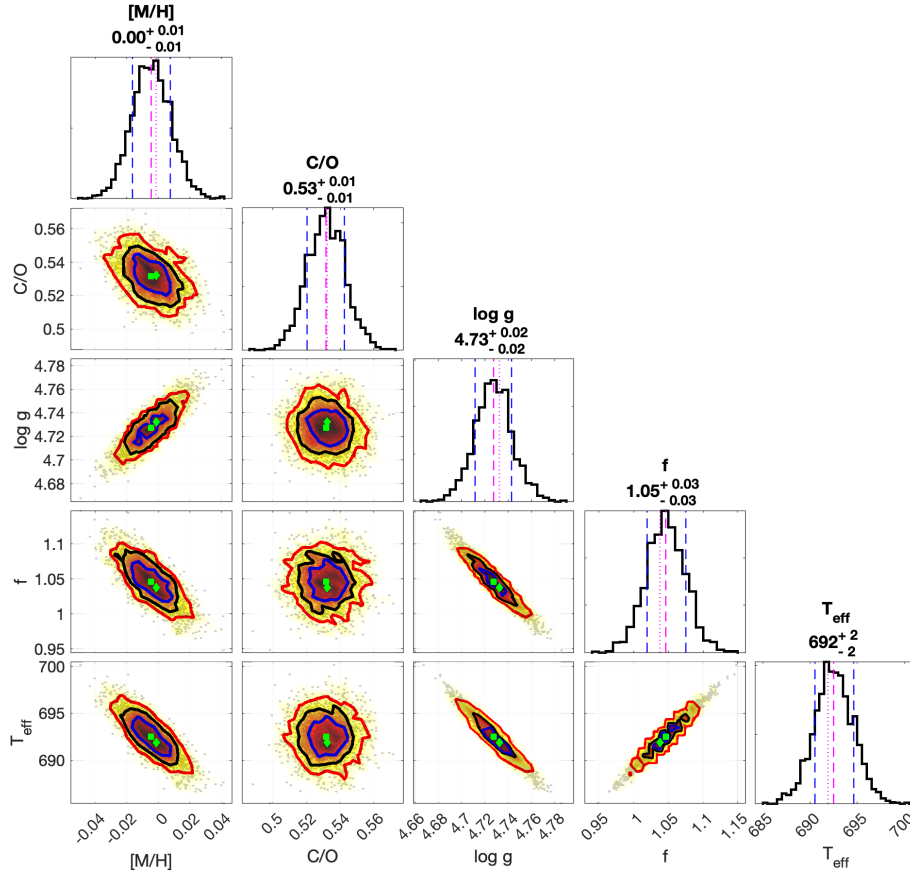 [M/H]
0.00+ 0.01
- 0.01
C/O
0.53+ 0.01
- 0.01
0.56
0.54
0.52
0.5
C/O
log g
4.73+ 0.02
- 0.02
4.78
4.76
4.74
4.72
4.7
4.68
log g
f
1.05+ 0.03
- 0.03
1.1
1.05
1
0.95
f
Teff
692+ 2
- 2
700
695
690
Teff
-0.04 -0.02 0 0.02 0.04
0.5 0.52 0.54 0.56
4.66 4.7 4.72 4.74 4.76 4.78
0.95 1 1.05 1.1 1.15
685 690 695 700
[M/H] C/O log g f Teff